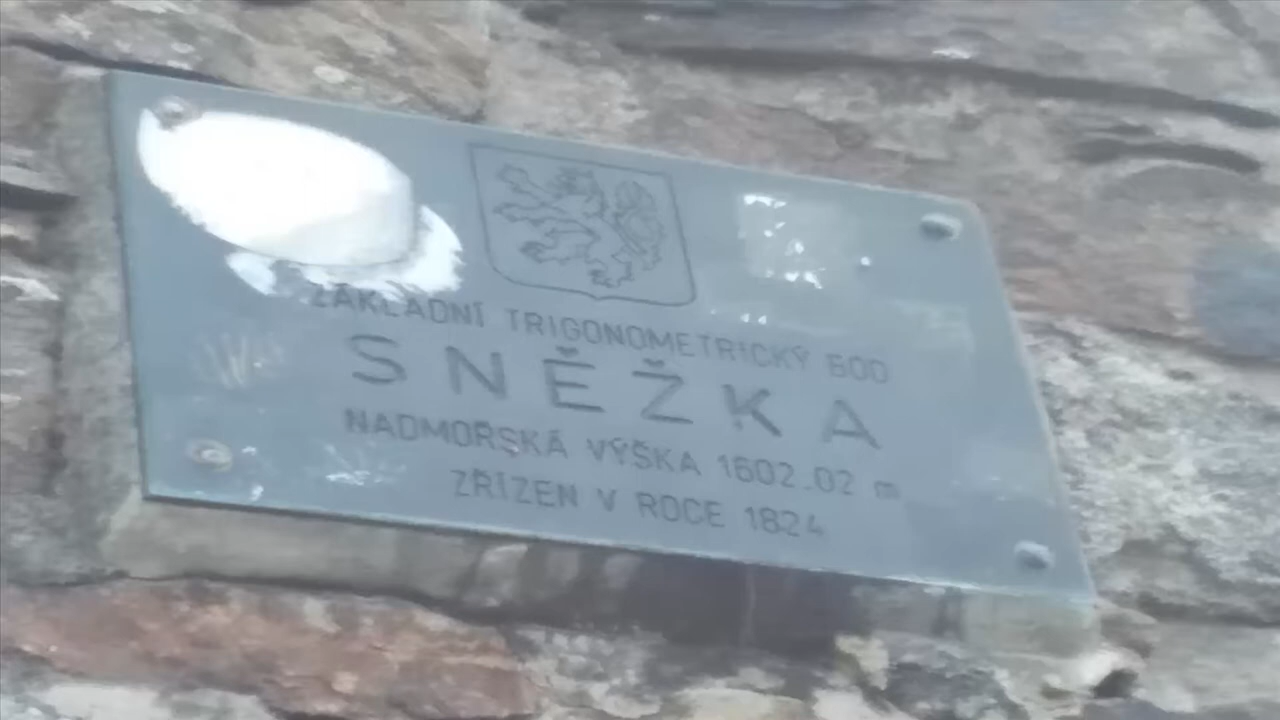 ZÁKLADNÍ TRIGONOMETRICKÝ BOD
SNĚŽKA
NADMOŘSKÁ VÝŠKA 1602.02 m
ZŘÍZEN V ROCE 1824